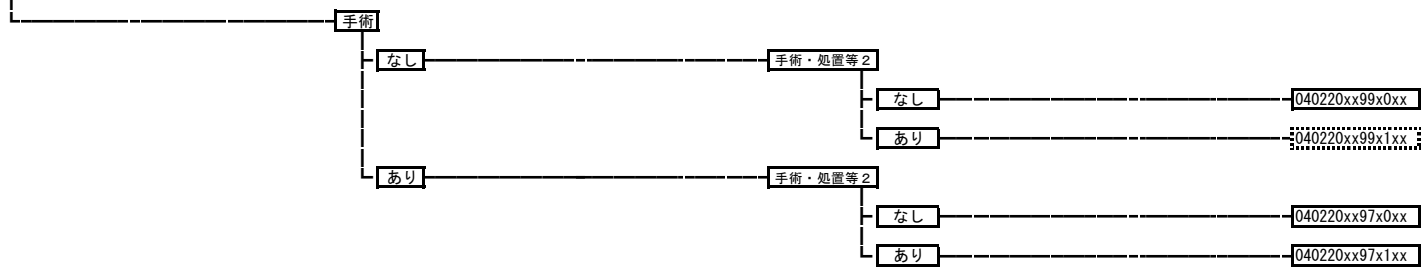 手術
なし 手術・処置等2
なし 040220xx99x0xx
あり 040220xx99x1xx
あり 手術・処置等2
なし 040220xx97x0xx
あり 040220xx97x1xx